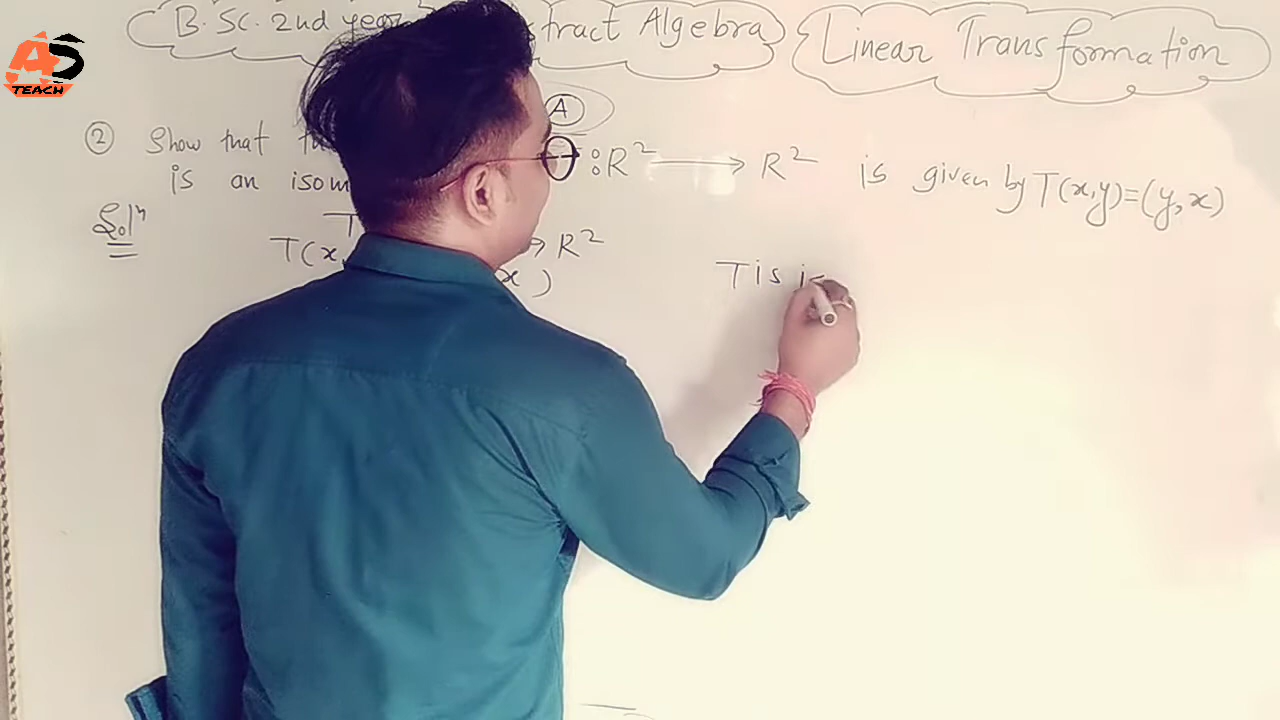 AS
TEACH
B.Sc. 2nd year Abstract Algebra
Linear Transformation
A
② Show that : R² → R² is given by T(x,y)=(y,x)
is an
Solⁿ
T → R²
T(x, x )
T is